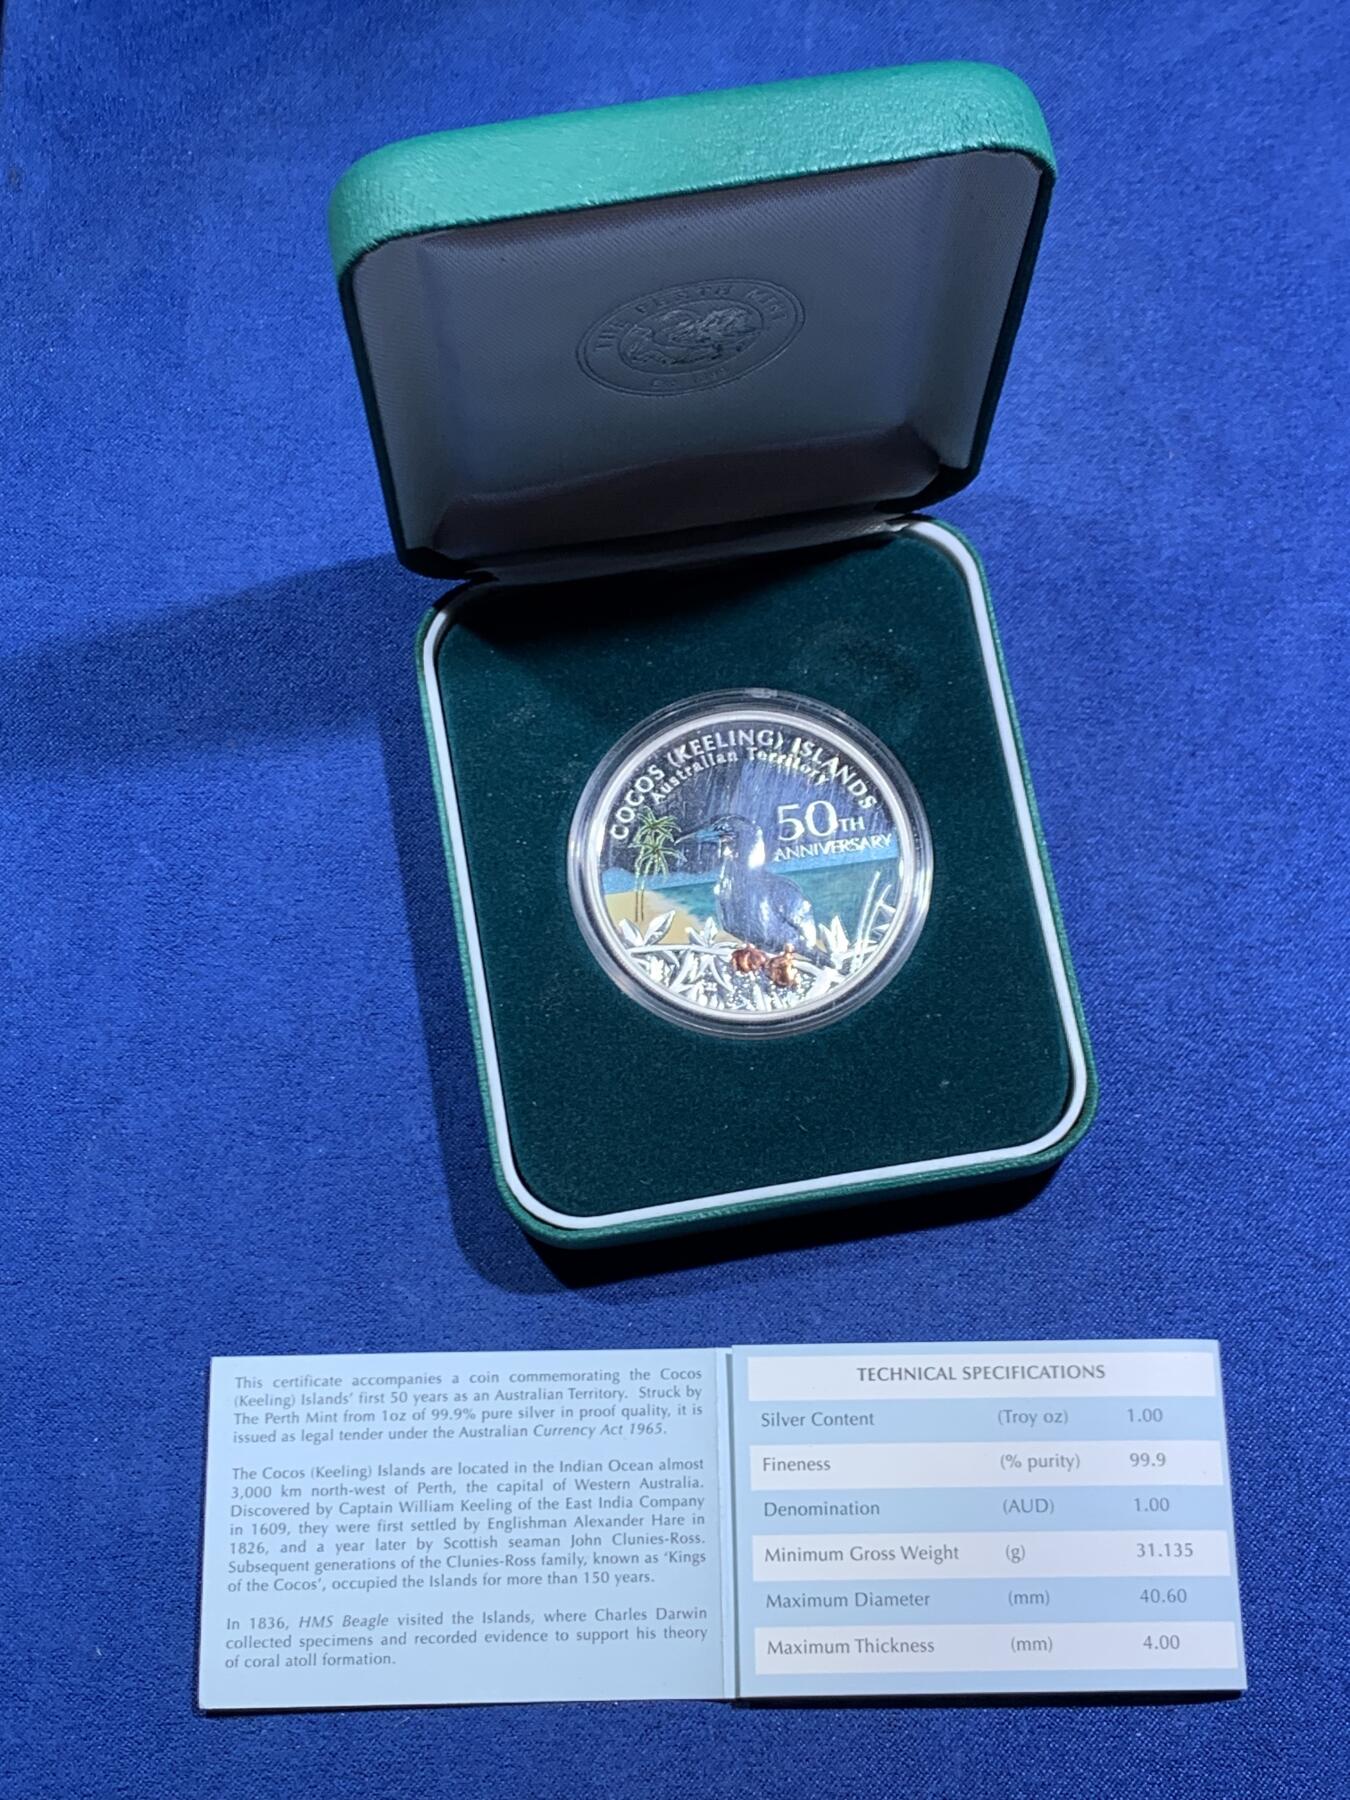 THE PERTH MINT
COCOS (KEELING) ISLANDS
Australian Territory
50TH
ANNIVERSARY
This certificate accompanies a coin commemorating the Cocos
(Keeling) Islands' first 50 years as an Australian Territory. Struck by
The Perth Mint from 1oz of 99.9% pure silver in proof quality, it is
issued as legal tender under the Australian Currency Act 1965.
The Cocos (Keeling) Islands are located in the Indian Ocean almost
3,000 km north-west of Perth, the capital of Western Australia.
Discovered by Captain William Keeling of the East India Company
in 1609, they were first settled by Englishman Alexander Hare in
1826, and a year later by Scottish seaman John Clunies-Ross.
Subsequent generations of the Clunies-Ross family, known as 'Kings
of the Cocos', occupied the Islands for more than 150 years.
In 1836, HMS Beagle visited the Islands, where Charles Darwin
collected specimens and recorded evidence to support his theory
of coral atoll formation.
TECHNICAL SPECIFICATIONS
Silver Content (Troy oz) 1.00
Fineness (% purity) 99.9
Denomination (AUD) 1.00
Minimum Gross Weight (g) 31.135
Maximum Diameter (mm) 40.60
Maximum Thickness (mm) 4.00